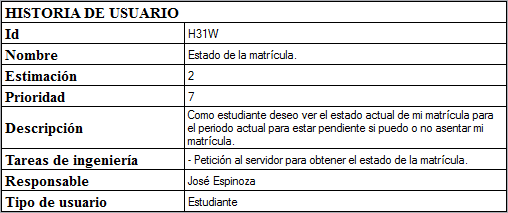 HISTORIA DE USUARIO
Id H31W
Nombre Estado de la matrícula.
Estimación 2
Prioridad 7
Descripción Como estudiante deseo ver el estado actual de mi matrícula para
el periodo actual para estar pendiente si puedo o no asentar mi
matrícula.
Tareas de ingeniería - Petición al servidor para obtener el estado de la matrícula.
Responsable José Espinoza
Tipo de usuario Estudiante